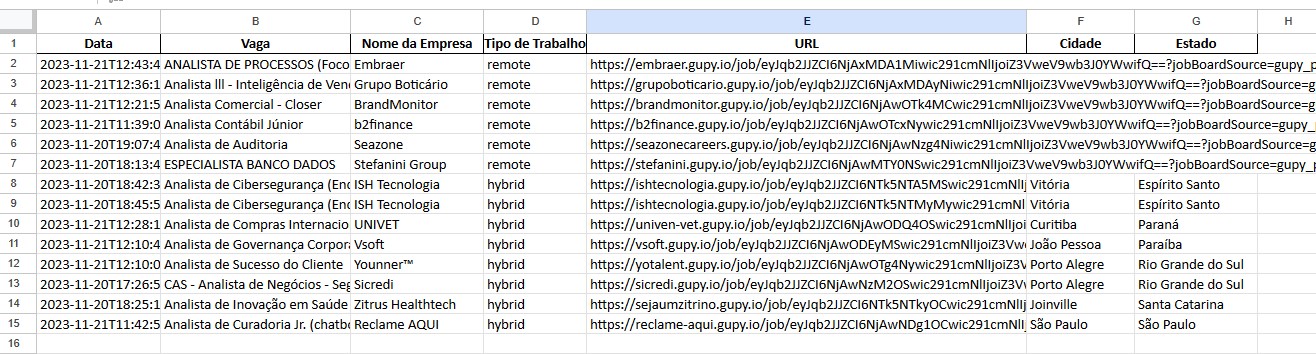 A B C D E F G H
1 Data Vaga Nome da Empresa Tipo de Trabalho URL Cidade Estado
2 2023-11-21T12:43:4 ANALISTA DE PROCESSOS (Foco Embraer remote https://embraer.gupy.io/job/eyJqb2JJZCI6NjAxMDA1Miwic291cmNlIjoiZ3VweV9wb3J0YWwifQ==?jobBoardSource=gupy_p
3 2023-11-21T12:36:1 Analista lll - Inteligência de Ven Grupo Boticário remote https://grupoboticario.gupy.io/job/eyJqb2JJZCI6NjAxMDAyNiwic291cmNlIjoiZ3VweV9wb3J0YWwifQ==?jobBoardSource=g
4 2023-11-21T12:21:5 Analista Comercial - Closer BrandMonitor remote https://brandmonitor.gupy.io/job/eyJqb2JJZCI6NjAwOTk4MCwic291cmNlIjoiZ3VweV9wb3J0YWwifQ==?jobBoardSource=g
5 2023-11-21T11:39:0 Analista Contábil Júnior b2finance remote https://b2finance.gupy.io/job/eyJqb2JJZCI6NjAwOTcxNywic291cmNlIjoiZ3VweV9wb3J0YWwifQ==?jobBoardSource=gupy_
6 2023-11-20T19:07:4 Analista de Auditoria Seazone remote https://seazonecareers.gupy.io/job/eyJqb2JJZCI6NjAwNzg4Niwic291cmNlIjoiZ3VweV9wb3J0YWwifQ==?jobBoardSource=
7 2023-11-20T18:13:4 ESPECIALISTA BANCO DADOS Stefanini Group remote https://stefanini.gupy.io/job/eyJqb2JJZCI6NjAwMTY0NSwic291cmNlIjoiZ3VweV9wb3J0YWwifQ==?jobBoardSource=gupy_p
8 2023-11-20T18:42:3 Analista de Cibersegurança (End ISH Tecnologia hybrid https://ishtecnologia.gupy.io/job/eyJqb2JJZCI6NTk5NTA5MSwic291cmNlIj Vitória Espírito Santo
9 2023-11-20T18:45:5 Analista de Cibersegurança (End ISH Tecnologia hybrid https://ishtecnologia.gupy.io/job/eyJqb2JJZCI6NTk5NTMyMywic291cmNlIj Vitória Espírito Santo
10 2023-11-21T12:28:1 Analista de Compras Internacio UNIVET hybrid https://univen-vet.gupy.io/job/eyJqb2JJZCI6NjAwODQ4OSwic291cmNlIjoi Curitiba Paraná
11 2023-11-21T12:10:4 Analista de Governança Corpora Vsoft hybrid https://vsoft.gupy.io/job/eyJqb2JJZCI6NjAwODEyMSwic291cmNlIjoiZ3Vw João Pessoa Paraíba
12 2023-11-21T12:10:0 Analista de Sucesso do Cliente Younner™ hybrid https://yotalent.gupy.io/job/eyJqb2JJZCI6NjAwOTg4Nywic291cmNlIjoiZ3V Porto Alegre Rio Grande do Sul
13 2023-11-20T17:26:5 CAS - Analista de Negócios - Seg Sicredi hybrid https://sicredi.gupy.io/job/eyJqb2JJZCI6NjAwNzM2OSwic291cmNlIjoiZ3Vw Porto Alegre Rio Grande do Sul
14 2023-11-20T18:25:1 Analista de Inovação em Saúde Zitrus Healthtech hybrid https://sejaumzitrino.gupy.io/job/eyJqb2JJZCI6NTk5NTkyOCwic291cmNlIj Joinville Santa Catarina
15 2023-11-21T11:42:5 Analista de Curadoria Jr. (chatbo Reclame AQUI hybrid https://reclame-aqui.gupy.io/job/eyJqb2JJZCI6NjAwNDg1OCwic291cmNlIj São Paulo São Paulo
16